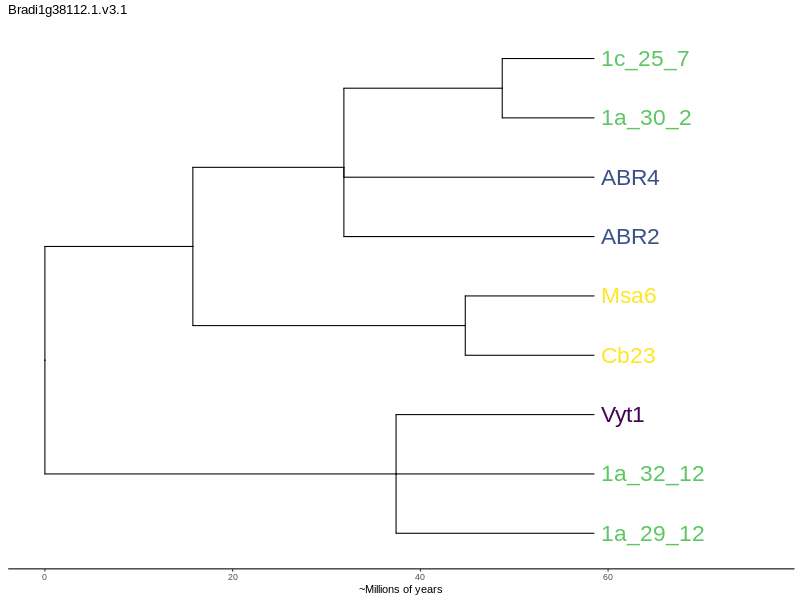 Bradi1g38112.1.v3.1
1c_25_7
1a_30_2
ABR4
ABR2
Msa6
Cb23
Vyt1
1a_32_12
1a_29_12
0 20 40 60
~Millions of years